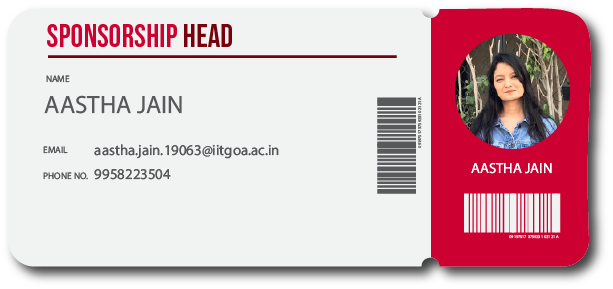 SPONSORSHIP HEAD
NAME
AASTHA JAIN
EMAIL aastha.jain.19063@iitgoa.ac.in
PHONE NO. 9958223504
AASTHA JAIN